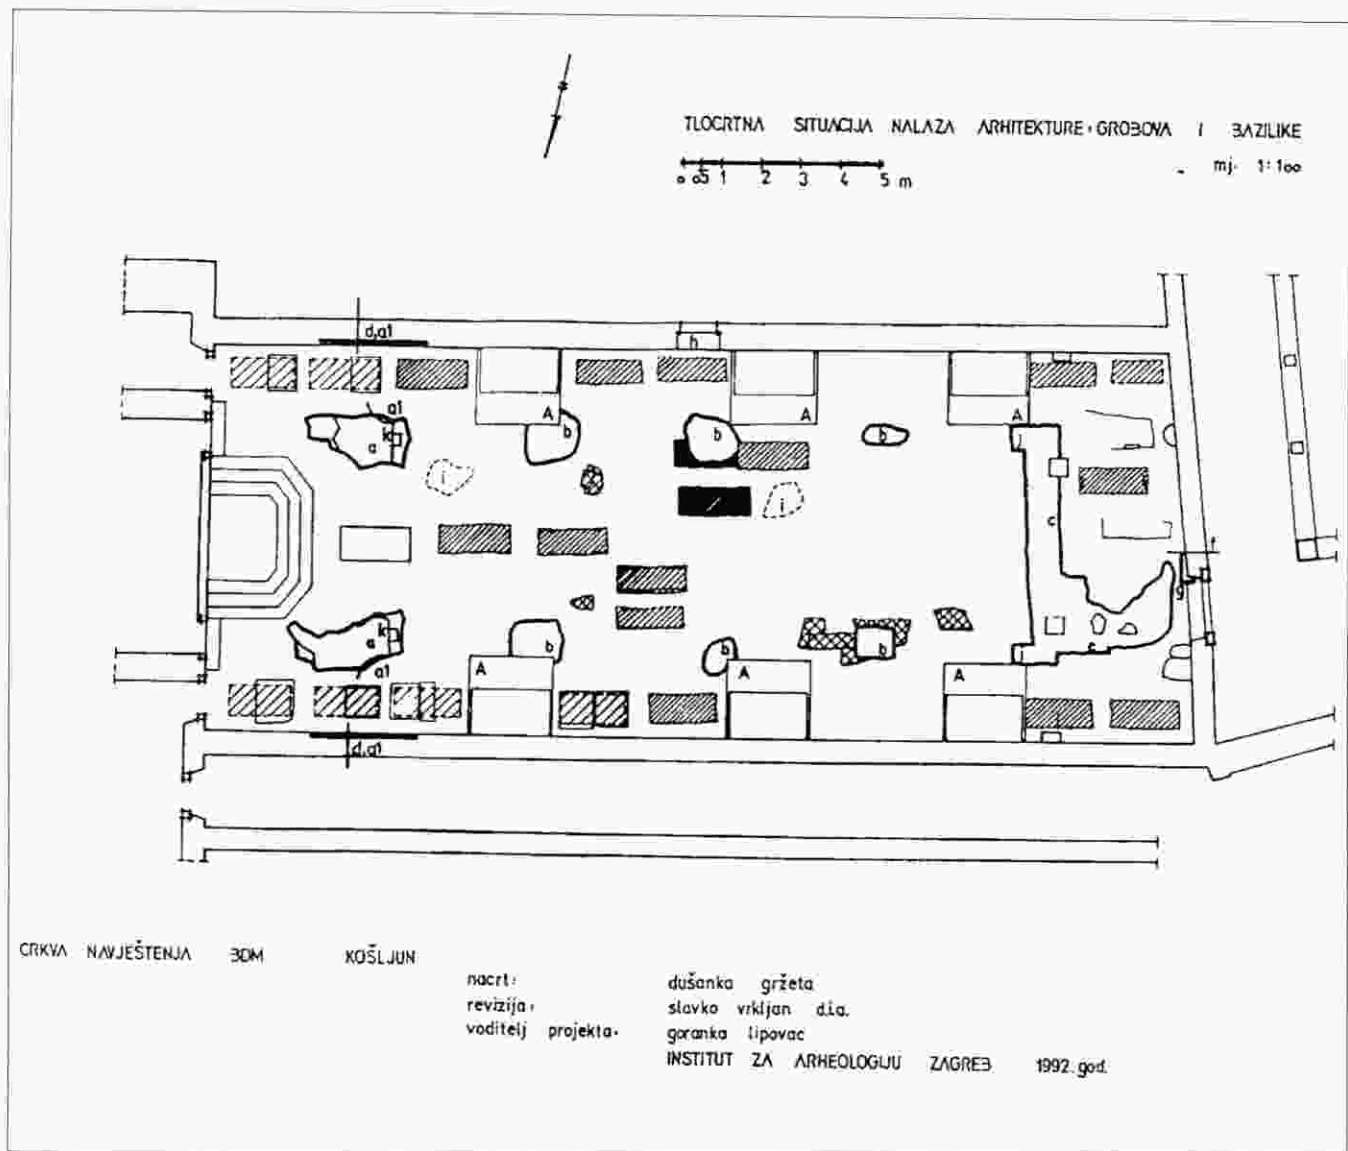 TLOCRTNA SITUACIJA NALAZA ARHITEKTURE, GROBOVA I BAZILIKE
mj. 1:100
0 0,5 1 2 3 4 5 m
d,a1
h
a1
k
a
A
b
A
b
A
b
j
i
i
c
g
k
a
a1
b
A
b
A
b
A
j
c
d,a1
CRKVA NAVJEŠTENJA BDM KOŠLJUN
nacrt: dušanka gržeta
revizija: slavko vrkljan d.i.a.
voditelj projekta: goranka lipovac
INSTITUT ZA ARHEOLOGIJU ZAGREB 1992. god.